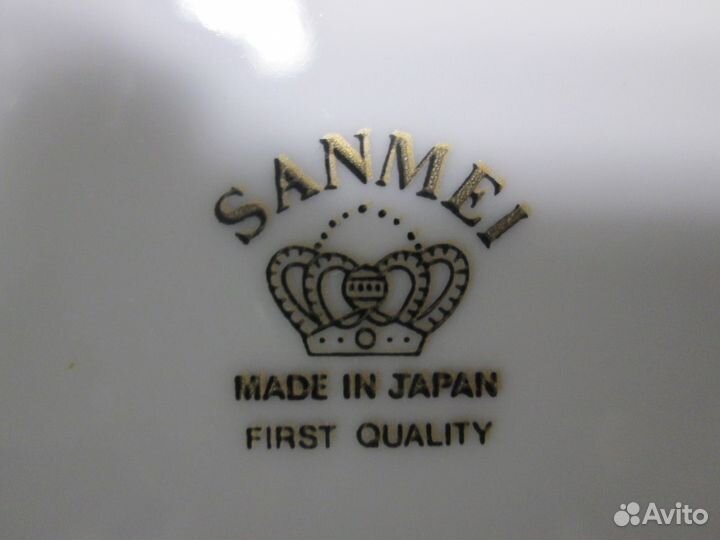 SANMEI
MADE IN JAPAN
FIRST QUALITY
Avito